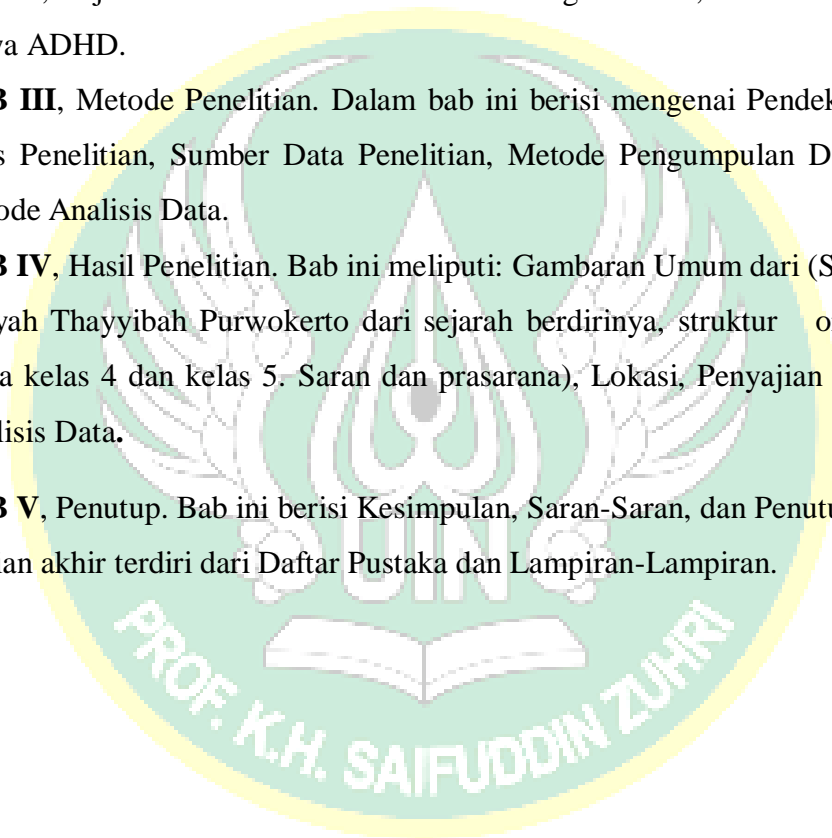 ya ADHD.
B III, Metode Penelitian. Dalam bab ini berisi mengenai Pendek
s Penelitian, Sumber Data Penelitian, Metode Pengumpulan D
ode Analisis Data.
B IV, Hasil Penelitian. Bab ini meliputi: Gambaran Umum dari (S
yah Thayyibah Purwokerto dari sejarah berdirinya, struktur o
a kelas 4 dan kelas 5. Saran dan prasarana), Lokasi, Penyajian
lisis Data.
B V, Penutup. Bab ini berisi Kesimpulan, Saran-Saran, dan Penutu
ian akhir terdiri dari Daftar Pustaka dan Lampiran-Lampiran.
UIN
PROF. K.H. SAIFUDDIN ZUHRI